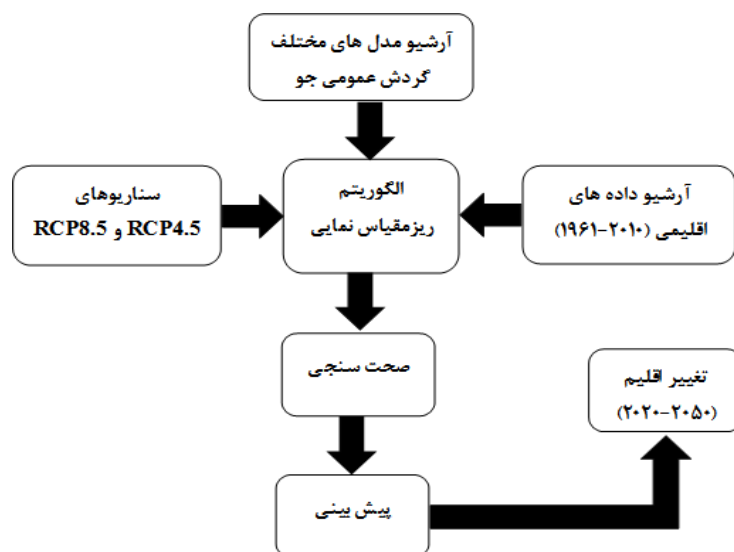 آرشیو مدل های مختلف
گردش عمومی جو
آرشیو داده های
اقلیمی (۲۰۱۰-۱۹۶۱)
الگوریتم
ریزمقیاس نمایی
سناریوهای
RCP4.5 و RCP8.5
صحت سنجی
تغییر اقلیم
(۲۰۲۰-۲۰۵۰)
پیش بینی